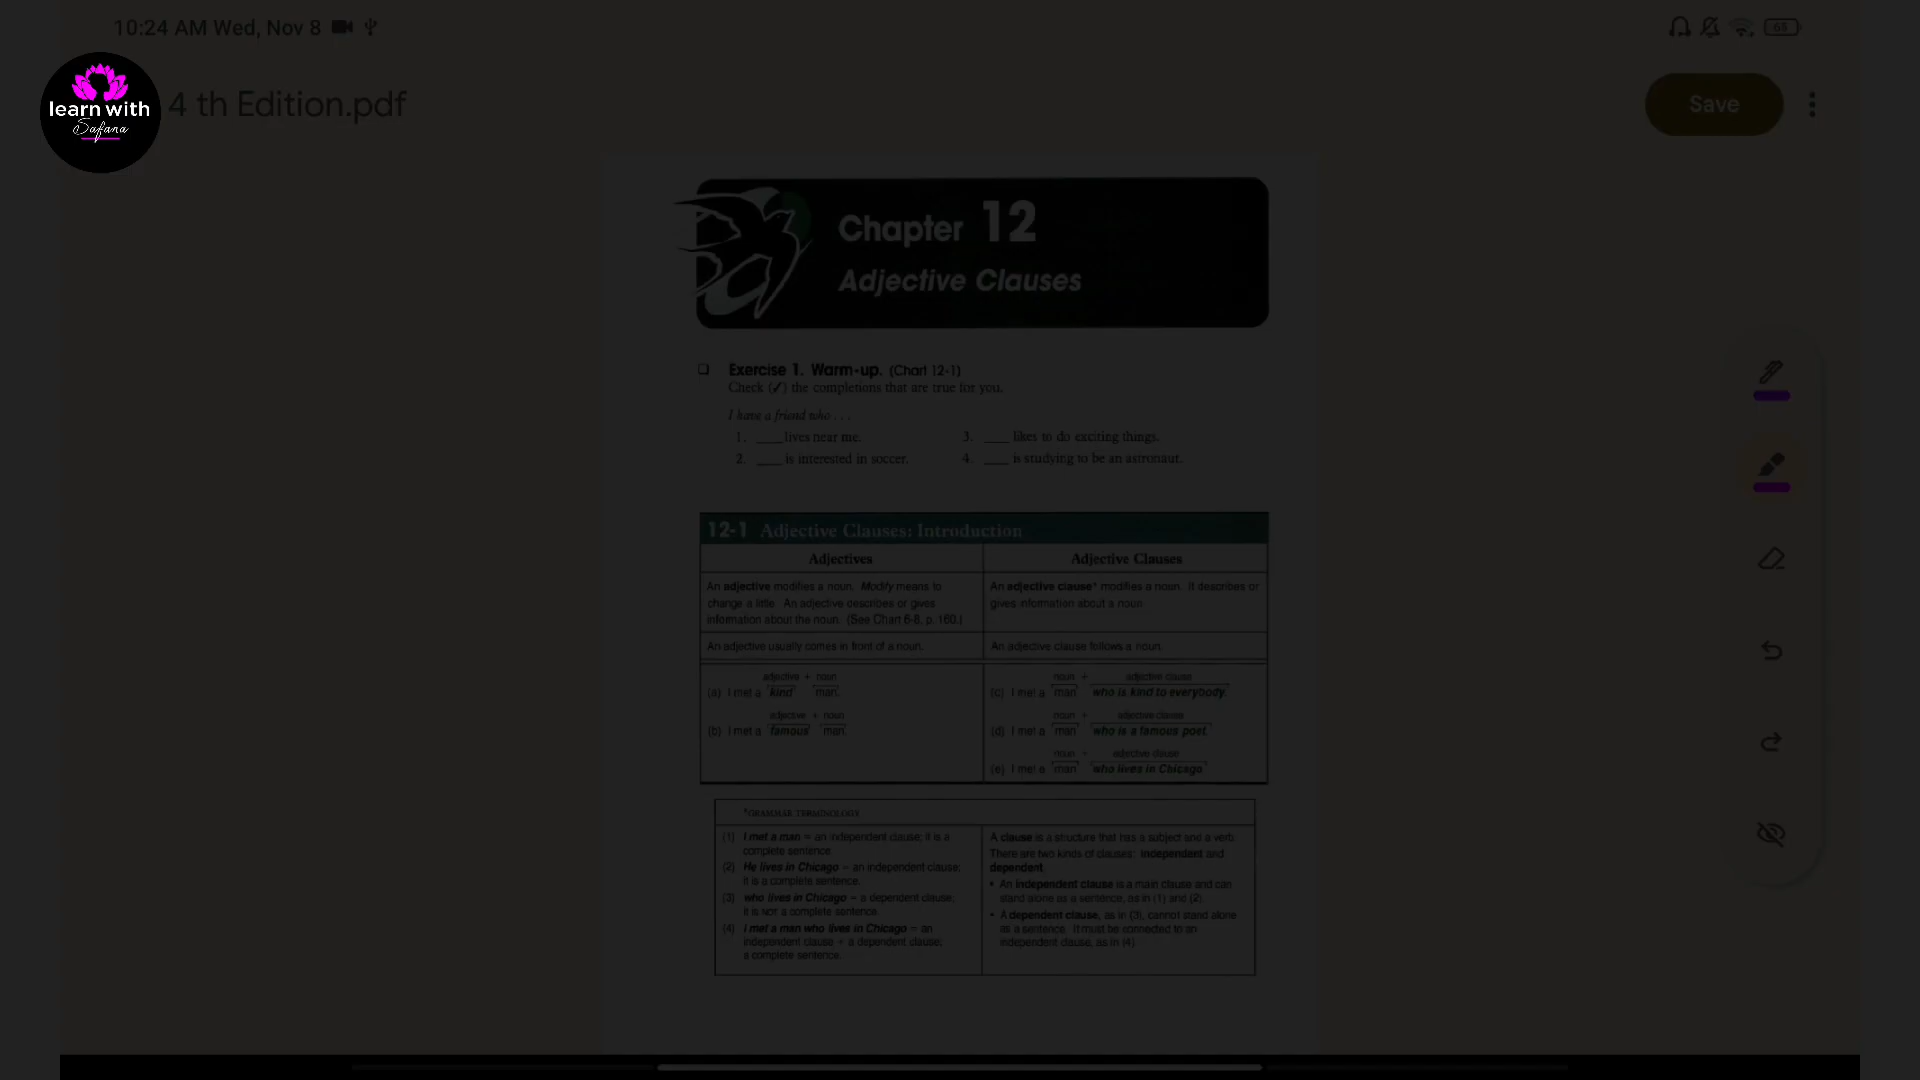 10:24 AM Wed, Nov 8
68
learn with
Safana
4 th Edition.pdf
Save
Chapter 12
Adjective Clauses
❑ Exercise 1. Warm-up. (Chart 12-1)
Check (✓) the completions that are true for you.
I have a friend who . . .
1. ____ lives near me.
3. ____ likes to do exciting things.
2. ____ is interested in soccer.
4. ____ is studying to be an astronaut.
12-1 Adjective Clauses: Introduction
Adjectives
Adjective Clauses
An adjective modifies a noun. Modify means to
change a little. An adjective describes or gives
information about the noun. (See Chart 6-8, p. 160.)
An adjective clause* modifies a noun. It describes or
gives information about a noun.
An adjective usually comes in front of a noun.
An adjective clause follows a noun.
adjective + noun
(a) I met a kind man.
adjective + noun
(b) I met a famous man.
noun + adjective clause
(c) I met a man who is kind to everybody.
noun + adjective clause
(d) I met a man who is a famous poet.
noun + adjective clause
(e) I met a man who lives in Chicago.
*GRAMMAR TERMINOLOGY
(1) I met a man = an independent clause; it is a
complete sentence.
(2) He lives in Chicago = an independent clause;
it is a complete sentence.
(3) who lives in Chicago = a dependent clause;
it is NOT a complete sentence.
(4) I met a man who lives in Chicago = an
independent clause + a dependent clause;
a complete sentence.
A clause is a structure that has a subject and a verb.
There are two kinds of clauses: independent and
dependent.
• An independent clause is a main clause and can
stand alone as a sentence, as in (1) and (2).
• A dependent clause, as in (3), cannot stand alone
as a sentence. It must be connected to an
independent clause, as in (4).